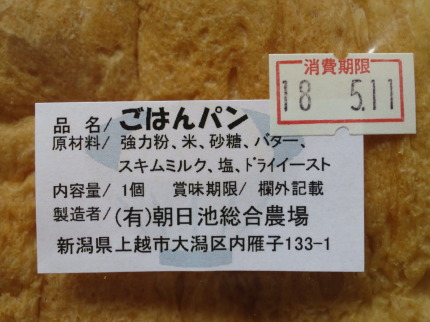 消費期限
18 5.11
品 名/ごはんパン
原材料/強力粉、米、砂糖、バター、
スキムミルク、塩、ドライイースト
内容量/1個 賞味期限/欄外記載
製造者/(有)朝日池総合農場
新潟県上越市大潟区内雁子133-1